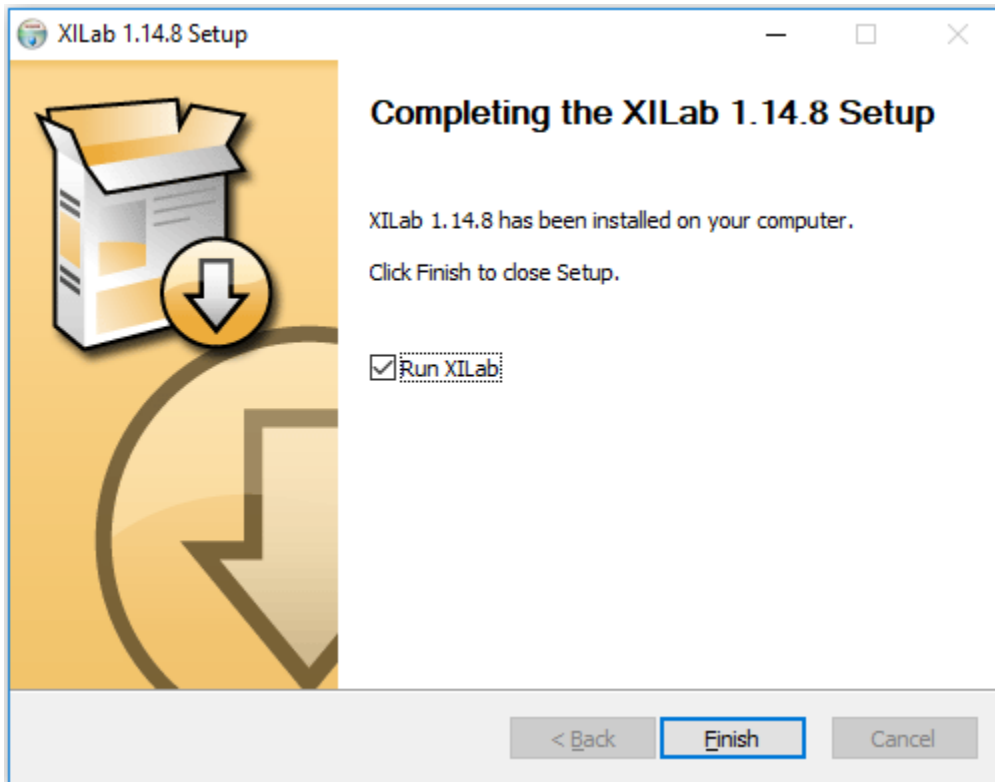 XILab 1.14.8 Setup
Completing the XILab 1.14.8 Setup
XILab 1.14.8 has been installed on your computer.
Click Finish to close Setup.
Run XILab
< Back
Finish
Cancel